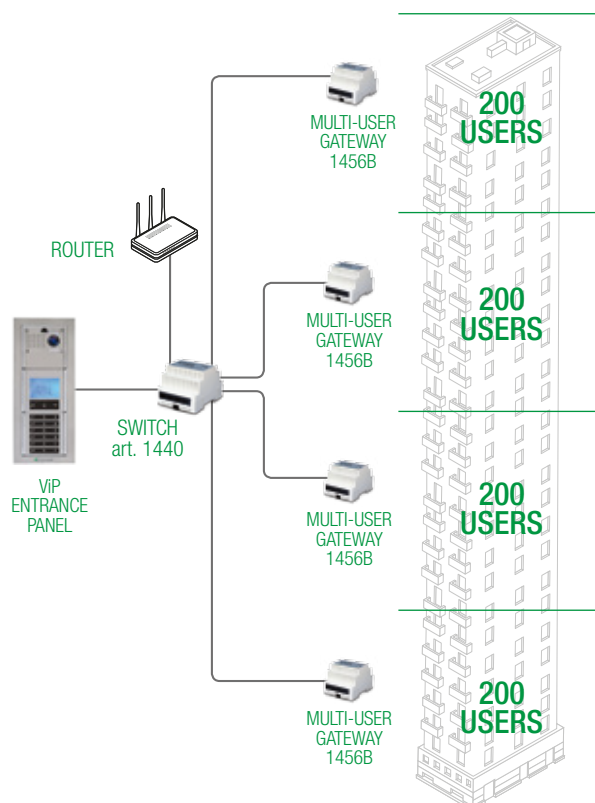 200
USERS
MULTI-USER
GATEWAY
1456B
ROUTER
200
USERS
MULTI-USER
GATEWAY
1456B
SWITCH
art. 1440
ViP
ENTRANCE
PANEL
200
USERS
MULTI-USER
GATEWAY
1456B
200
USERS
MULTI-USER
GATEWAY
1456B